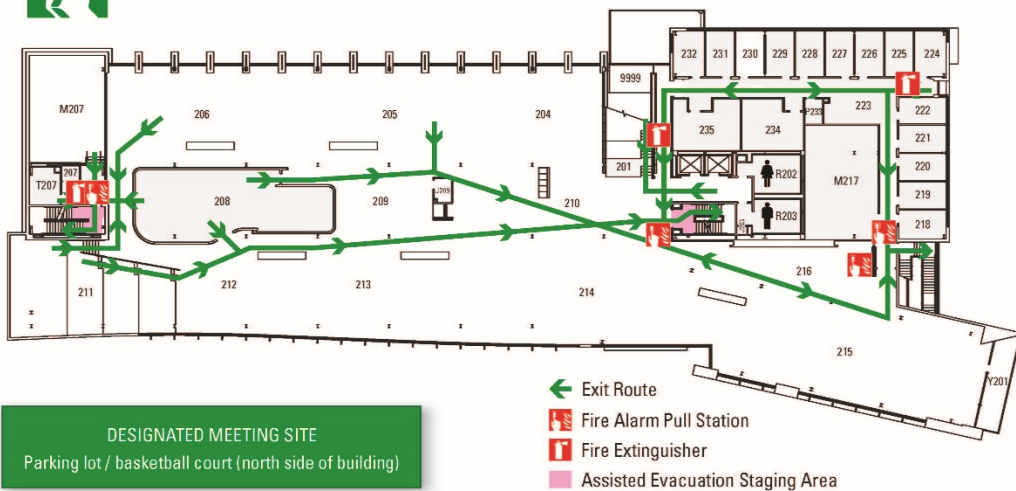 232 231 230 229 228 227 226 225 224
9999
M207 206 205 204 223 222
235 234 P233 221
201 220
T207 207 R202 M217 219
208 209 J209 210 R203 218
216
211 212 213 214
215
Y201
Exit Route
Fire Alarm Pull Station
Fire Extinguisher
Assisted Evacuation Staging Area
DESIGNATED MEETING SITE
Parking lot / basketball court (north side of building)